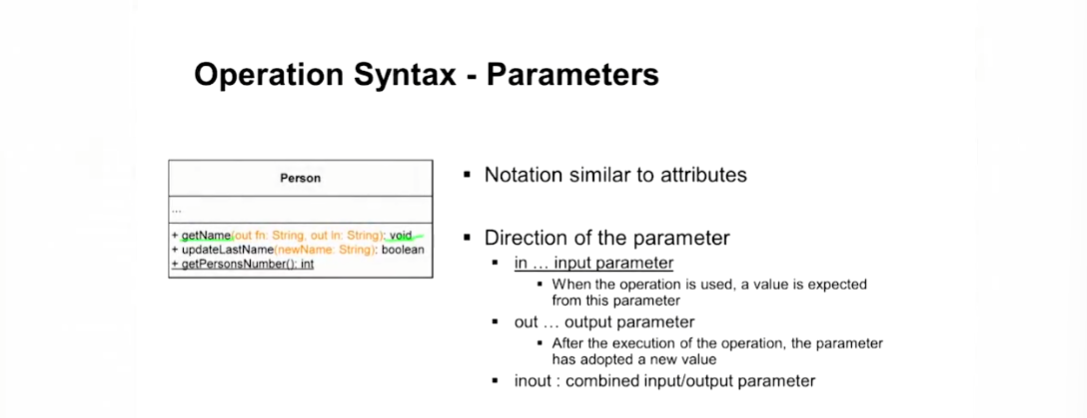 Operation Syntax - Parameters
Person
...
+ getName(out fn: String, out ln: String): void
+ updateLastName(newName: String): boolean
+ getPersonsNumber(): int
▪ Notation similar to attributes
▪ Direction of the parameter
▪ in … input parameter
▪ When the operation is used, a value is expected
from this parameter
▪ out … output parameter
▪ After the execution of the operation, the parameter
has adopted a new value
▪ inout : combined input/output parameter